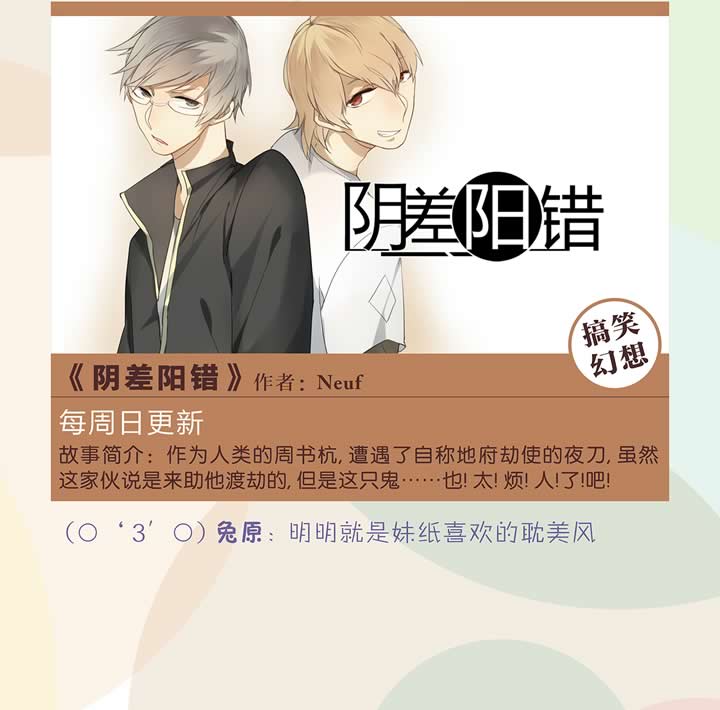 阴差阳错
搞笑
幻想
《阴差阳错》作者：Neuf
每周日更新
故事简介：作为人类的周书杭,遭遇了自称地府劫使的夜刀,虽然
这家伙说是来助他渡劫的,但是这只鬼……也!太!烦!人!了!吧!
(○‘3′○)兔原：明明就是妹纸喜欢的耽美风